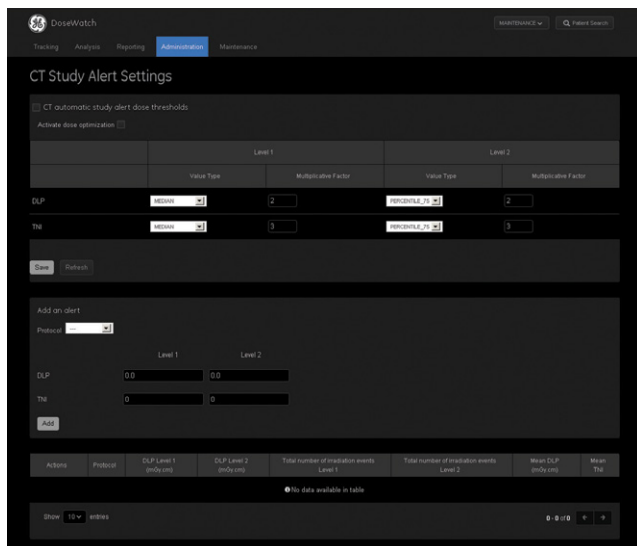 DoseWatch
MAINTENANCE
Patient Search
Tracking Analysis Reporting Administration Maintenance
CT Study Alert Settings
CT automatic study alert dose thresholds
Activate dose optimization
Level 1 Level 2
Value Type Multiplicative Factor Value Type Multiplicative Factor
DLP MEDIAN 2 PERCENTILE_75 2
TNI MEDIAN 3 PERCENTILE_75 3
Save Refresh
Add an alert
Protocol ---
Level 1 Level 2
DLP 0.0 0.0
TNI 0 0
Add
Actions Protocol DLP Level 1 (mGy.cm) DLP Level 2 (mGy.cm) Total number of irradiation events Level 1 Total number of irradiation events Level 2 Mean DLP (mGy.cm) Mean TNI
No data available in table
Show 10 entries 0 - 0 of 0